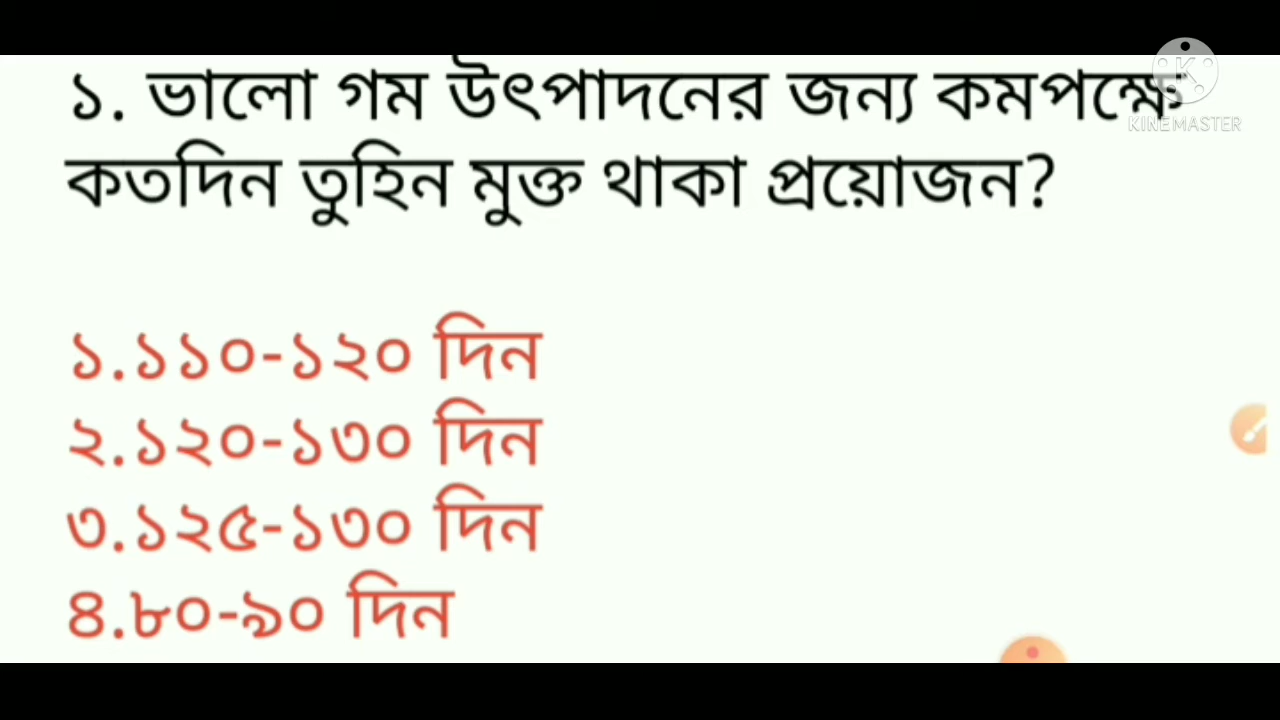 ১. ভালো গম উৎপাদনের জন্য কমপক্ষে
KINEMASTER
কতদিন তুহিন মুক্ত থাকা প্রয়োজন?
১.১১০-১২০ দিন
২.১২০-১৩০ দিন
৩.১২৫-১৩০ দিন
৪.৮০-৯০ দিন